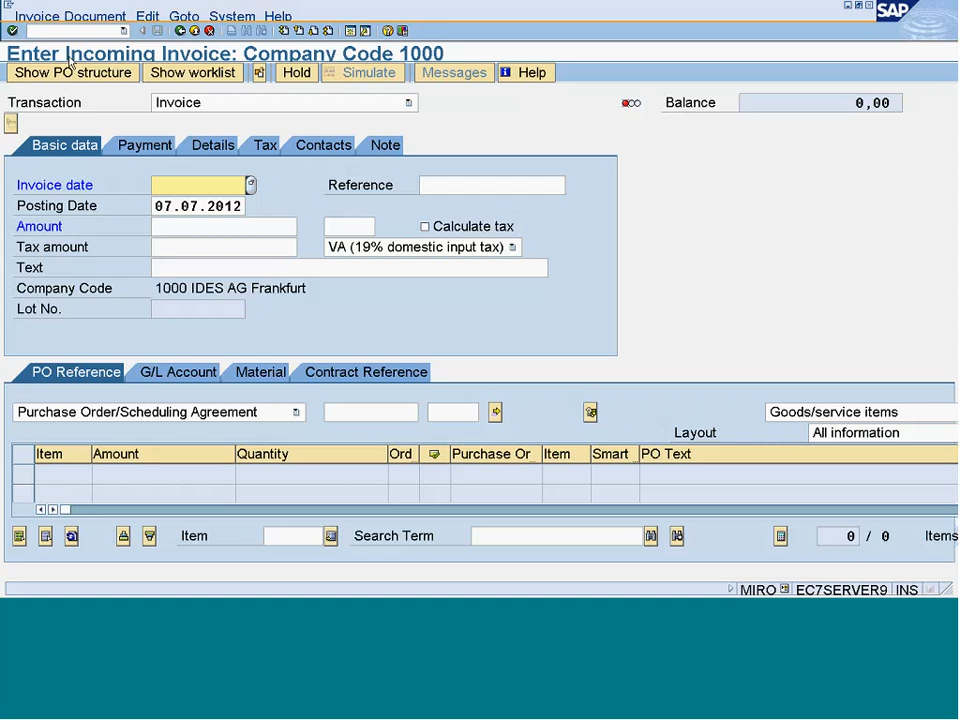 Invoice Document Edit Goto System Help
SAP
Enter Incoming Invoice: Company Code 1000
Show PO structure Show worklist Hold Simulate Messages Help
Transaction Invoice Balance 0,00
Basic data Payment Details Tax Contacts Note
Invoice date Reference
Posting Date 07.07.2012
Amount Calculate tax
Tax amount VA (19% domestic input tax)
Text
Company Code 1000 IDES AG Frankfurt
Lot No.
PO Reference G/L Account Material Contract Reference
Purchase Order/Scheduling Agreement Goods/service items
Layout All information
Item Amount Quantity Ord Purchase Or Item Smart PO Text
Item Search Term 0 / 0 Items
MIRO EC7SERVER9 INS